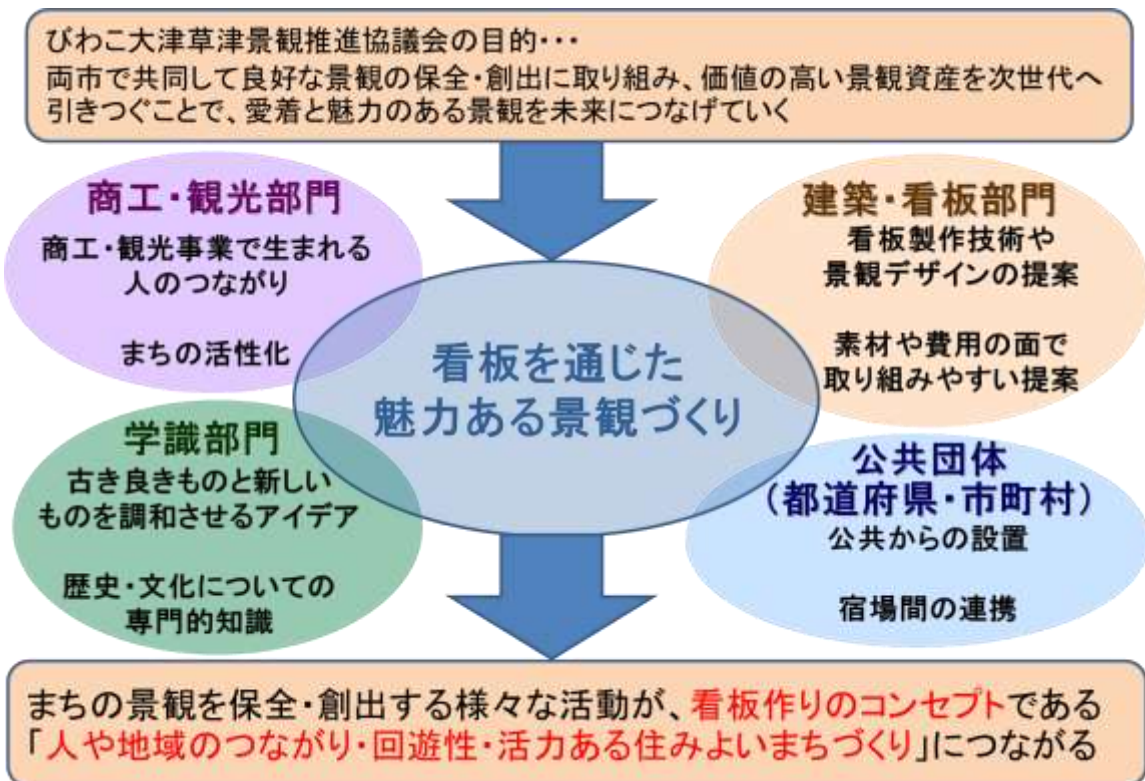 びわこ大津草津景観推進協議会の目的・・・
両市で共同して良好な景観の保全・創出に取り組み、価値の高い景観資産を次世代へ
引きつぐことで、愛着と魅力のある景観を未来につなげていく
商工・観光部門
商工・観光事業で生まれる
人のつながり
まちの活性化
建築・看板部門
看板製作技術や
景観デザインの提案
素材や費用の面で
取り組みやすい提案
看板を通じた
魅力ある景観づくり
学識部門
古き良きものと新しい
ものを調和させるアイデア
歴史・文化についての
専門的知識
公共団体
（都道府県・市町村）
公共からの設置
宿場間の連携
まちの景観を保全・創出する様々な活動が、看板作りのコンセプトである
「人や地域のつながり・回遊性・活力ある住みよいまちづくり」につながる